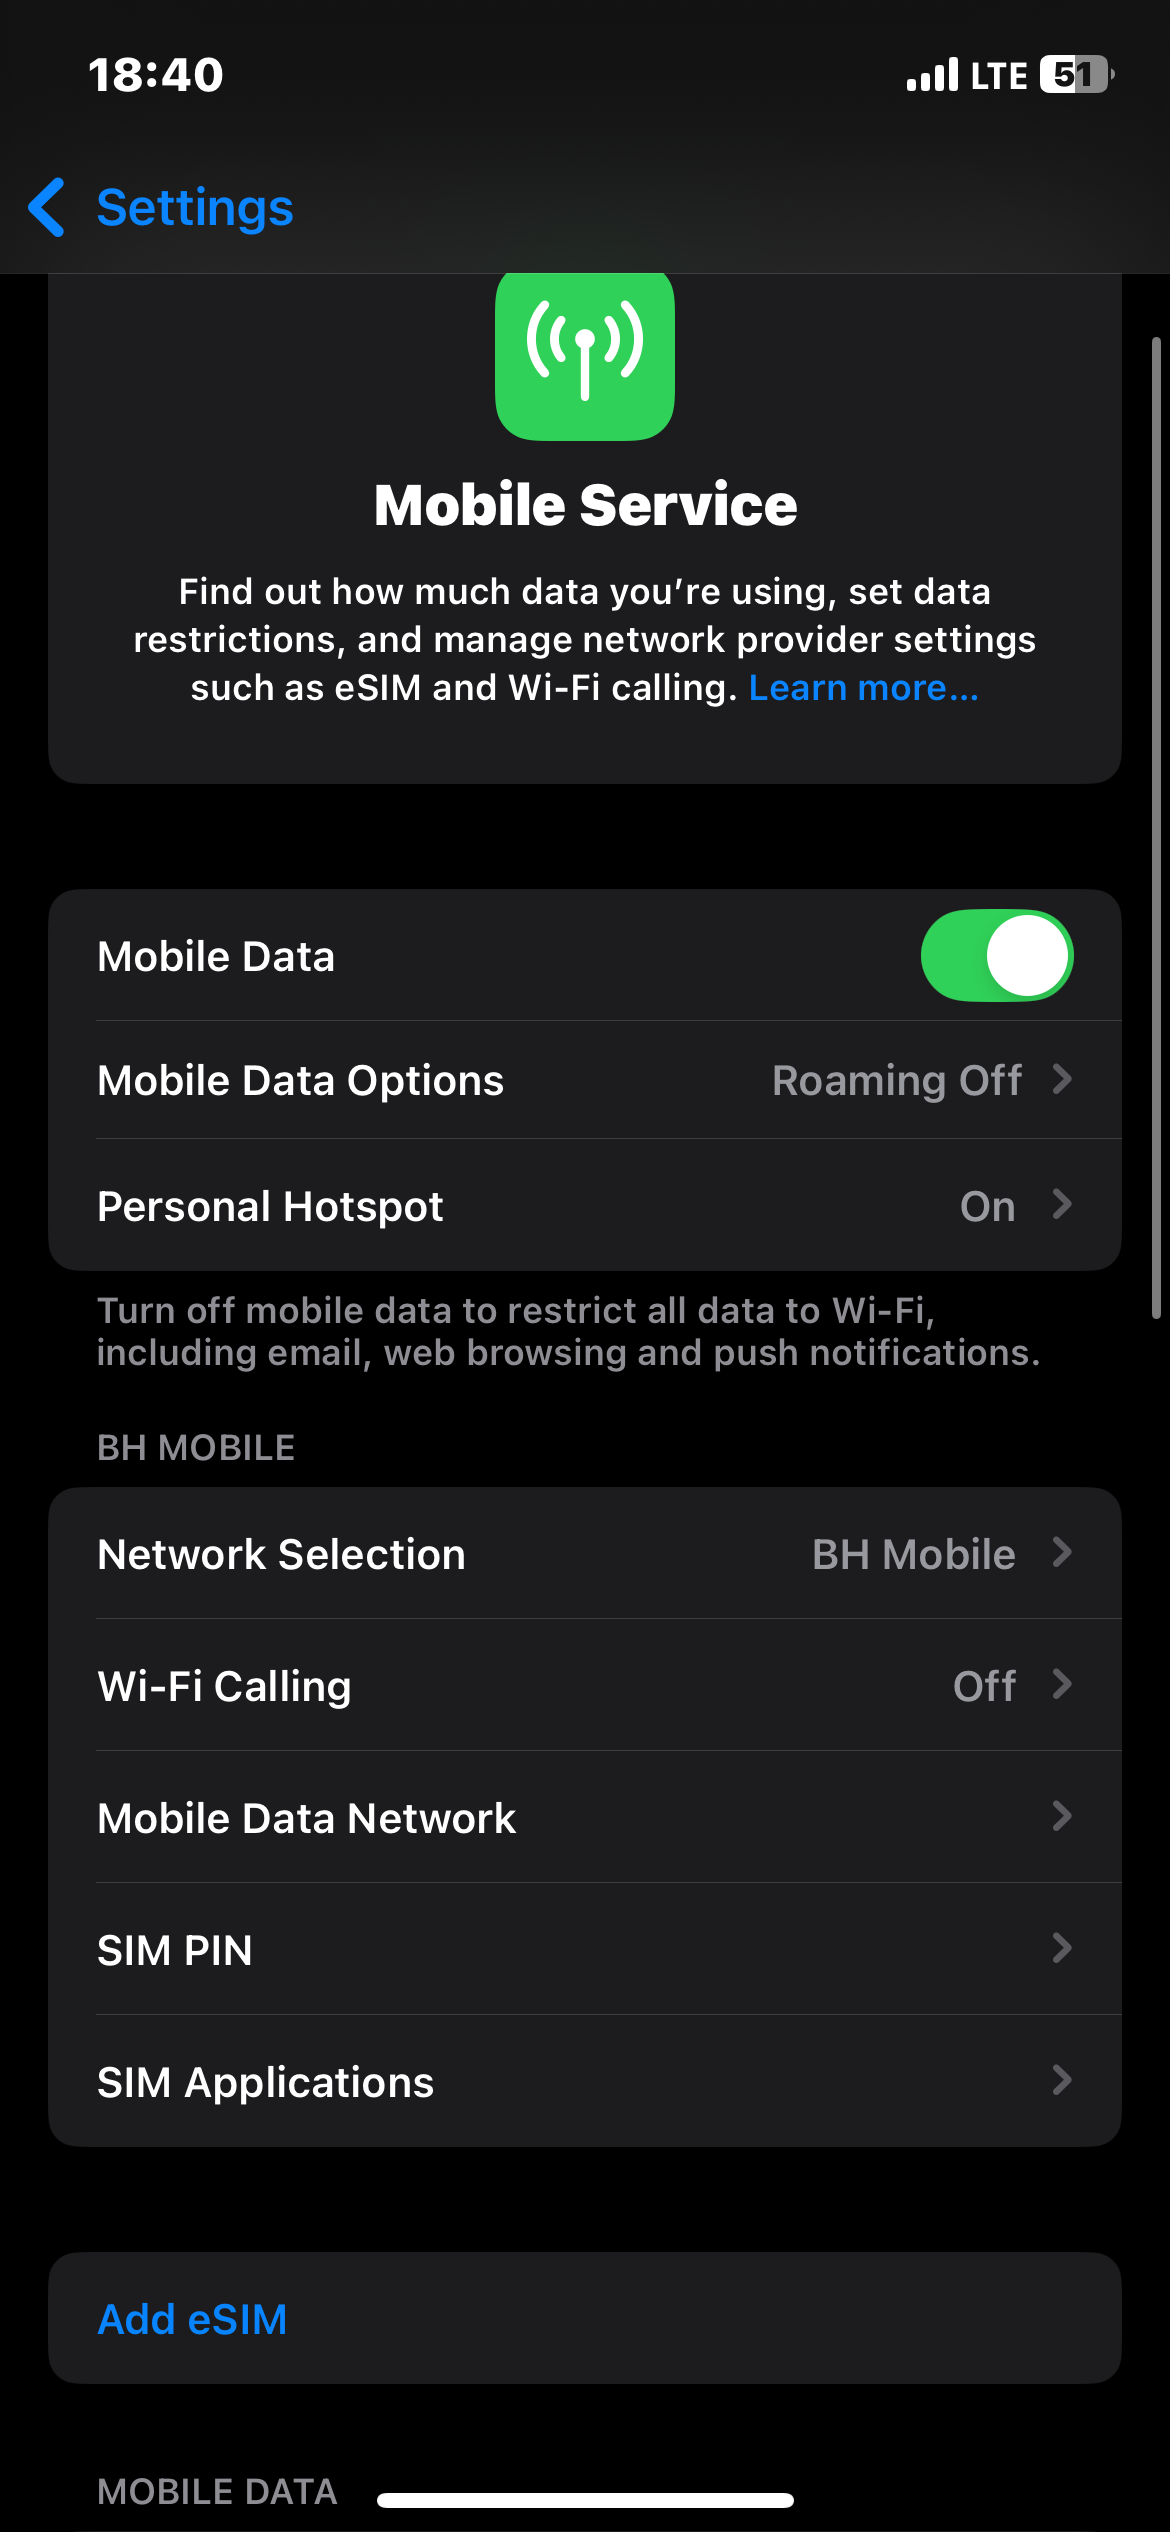 18:40
LTE 51
Settings
Mobile Service
Find out how much data you’re using, set data
restrictions, and manage network provider settings
such as eSIM and Wi-Fi calling. Learn more...
Mobile Data
Mobile Data Options Roaming Off
Personal Hotspot On
Turn off mobile data to restrict all data to Wi-Fi,
including email, web browsing and push notifications.
BH MOBILE
Network Selection BH Mobile
Wi-Fi Calling Off
Mobile Data Network
SIM PIN
SIM Applications
Add eSIM
MOBILE DATA